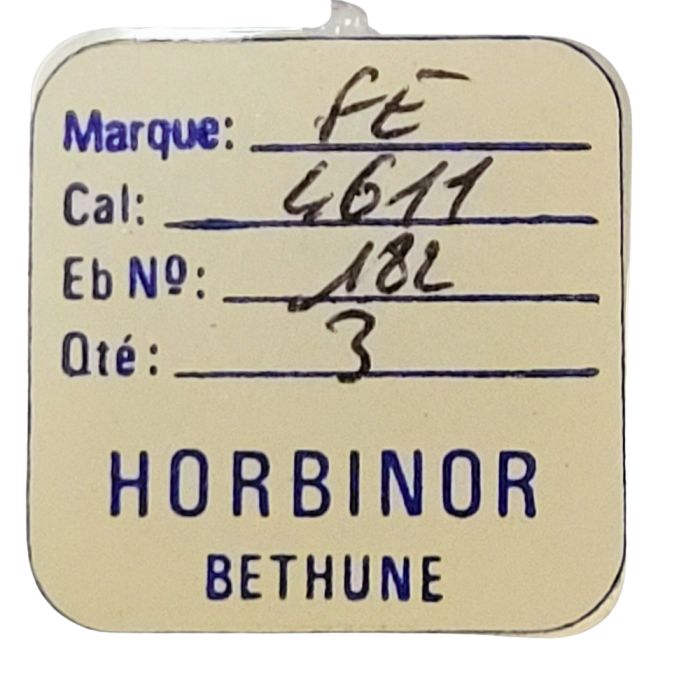 Marque: FE
Cal: 4611
Eb Nº: 182
Qté: 3
HORBINOR
BETHUNE